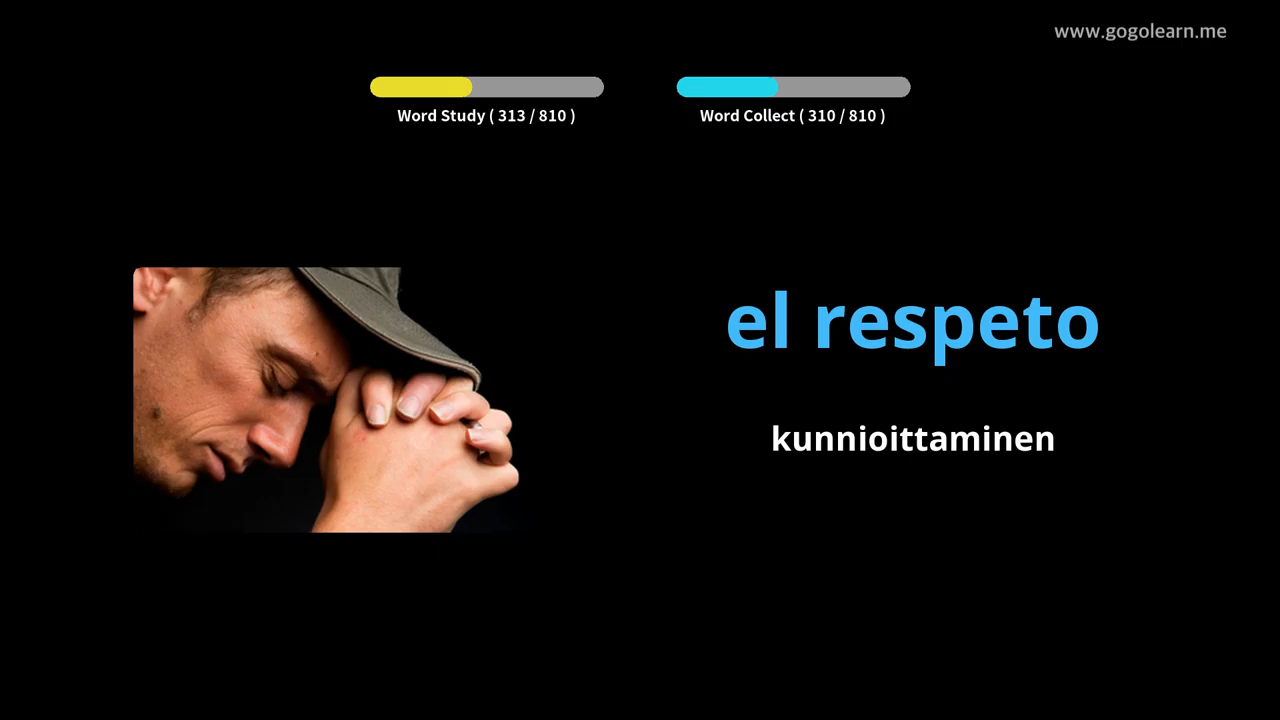 www.gogolearn.me
Word Study ( 313 / 810 )
Word Collect ( 310 / 810 )
el respeto
kunnioittaminen